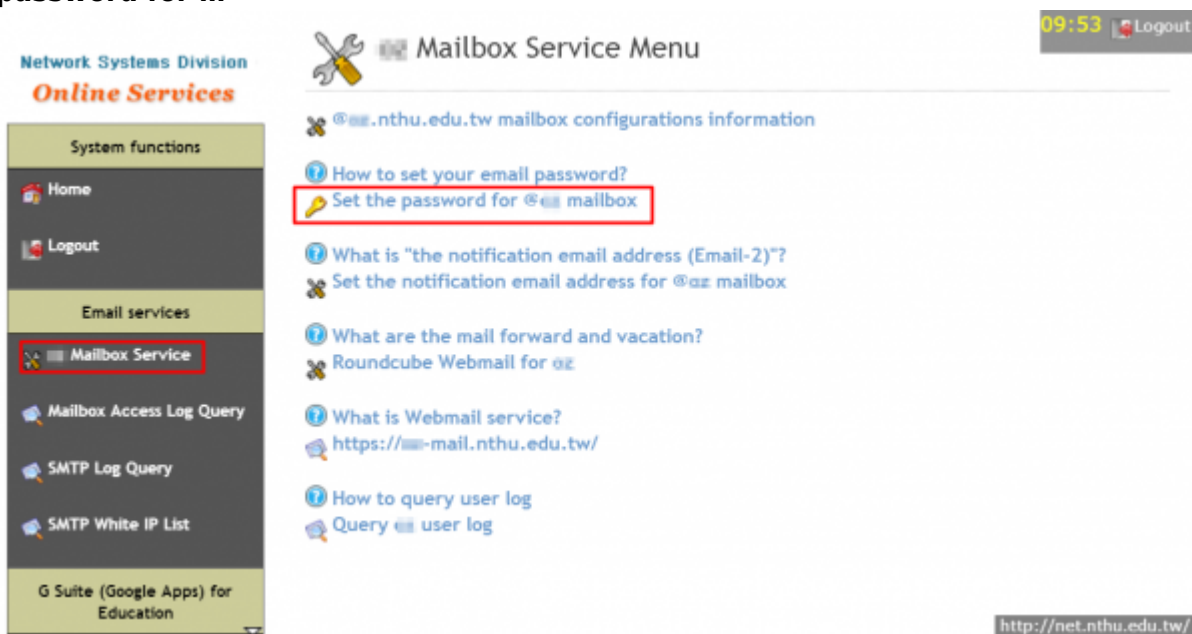 password for ...
09:53 Logout
Network Systems Division
Online Services
Mailbox Service Menu
System functions
Home
Logout
Email services
Mailbox Service
Mailbox Access Log Query
SMTP Log Query
SMTP White IP List
G Suite (Google Apps) for
Education
.nthu.edu.tw mailbox configurations information
How to set your email password?
Set the password for @ mailbox
What is "the notification email address (Email-2)"?
Set the notification email address for @oz mailbox
What are the mail forward and vacation?
Roundcube Webmail for oz
What is Webmail service?
https:// -mail.nthu.edu.tw/
How to query user log
Query user log
http://net.nthu.edu.tw/